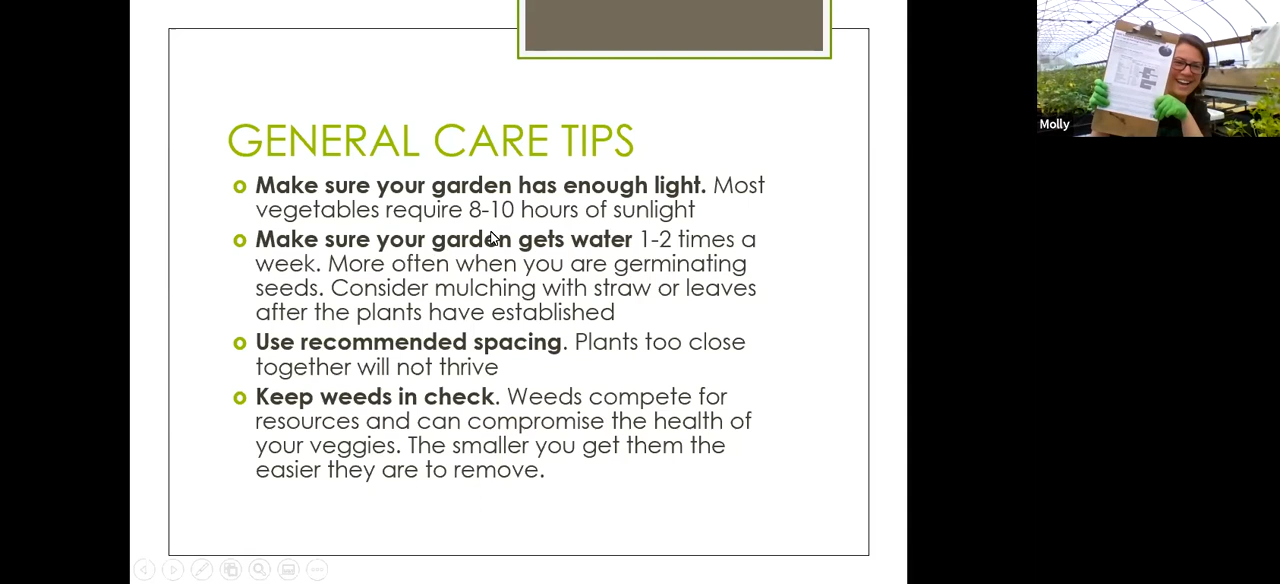 GENERAL CARE TIPS
Make sure your garden has enough light. Most
vegetables require 8-10 hours of sunlight
Make sure your garden gets water 1-2 times a
week. More often when you are germinating
seeds. Consider mulching with straw or leaves
after the plants have established
Use recommended spacing. Plants too close
together will not thrive
Keep weeds in check. Weeds compete for
resources and can compromise the health of
your veggies. The smaller you get them the
easier they are to remove.
Molly